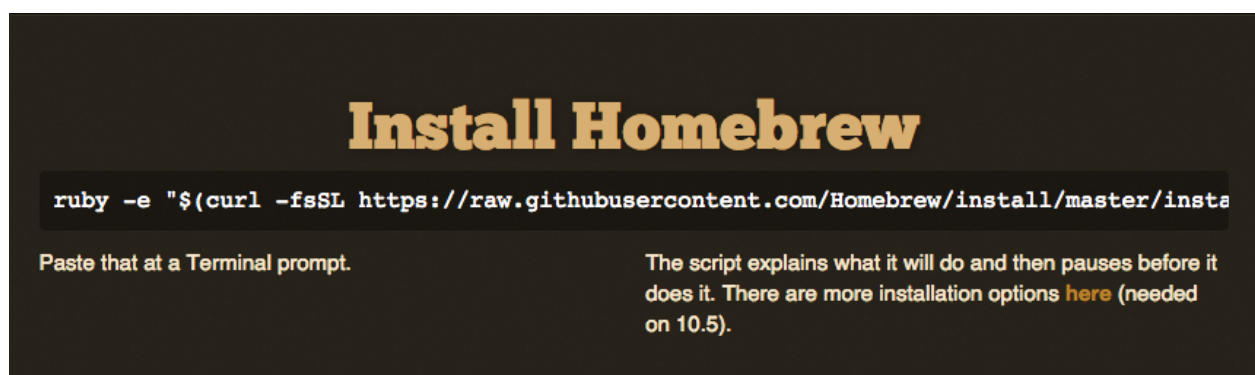 Install Homebrew
ruby -e "$(curl -fsSL https://raw.githubusercontent.com/Homebrew/install/master/insta
Paste that at a Terminal prompt.
The script explains what it will do and then pauses before it
does it. There are more installation options here (needed
on 10.5).